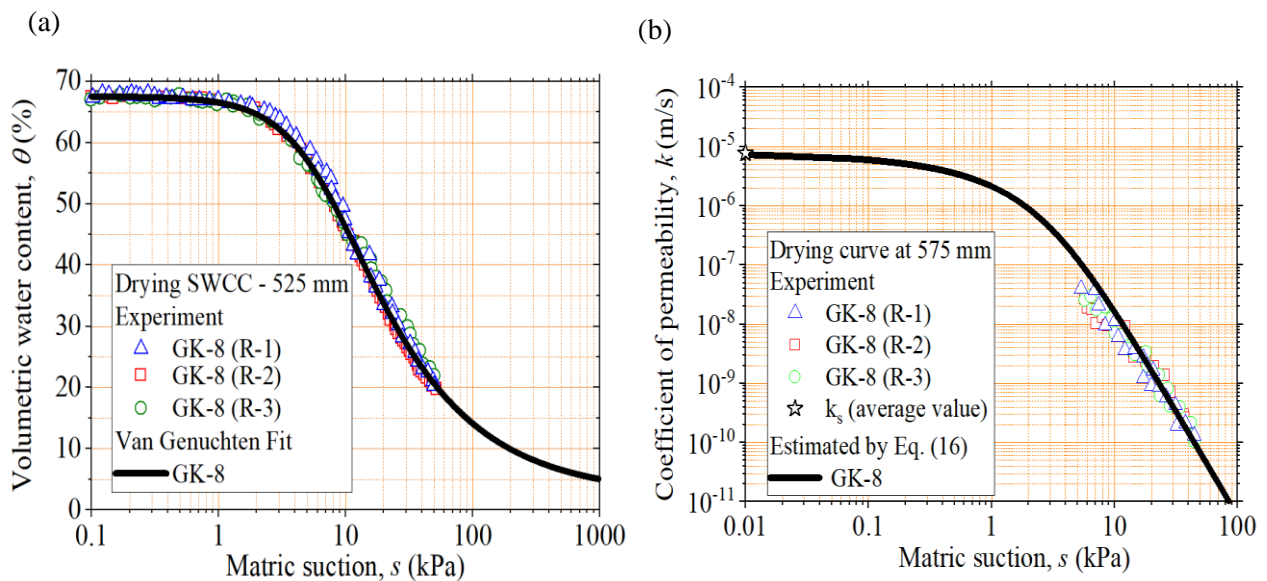 (a)
(b)
Volumetric water content, θ (%)
70
60
50
40
30
20
10
0
Drying SWCC - 525 mm
Experiment
GK-8 (R-1)
GK-8 (R-2)
GK-8 (R-3)
Van Genuchten Fit
GK-8
0.1 1 10 100 1000
Matric suction, s (kPa)
Coefficient of permeability, k (m/s)
10⁻⁴
10⁻⁵
10⁻⁶
10⁻⁷
10⁻⁸
10⁻⁹
10⁻¹⁰
10⁻¹¹
Drying curve at 575 mm
Experiment
GK-8 (R-1)
GK-8 (R-2)
GK-8 (R-3)
kₛ (average value)
Estimated by Eq. (16)
GK-8
0.01 0.1 1 10 100
Matric suction, s (kPa)